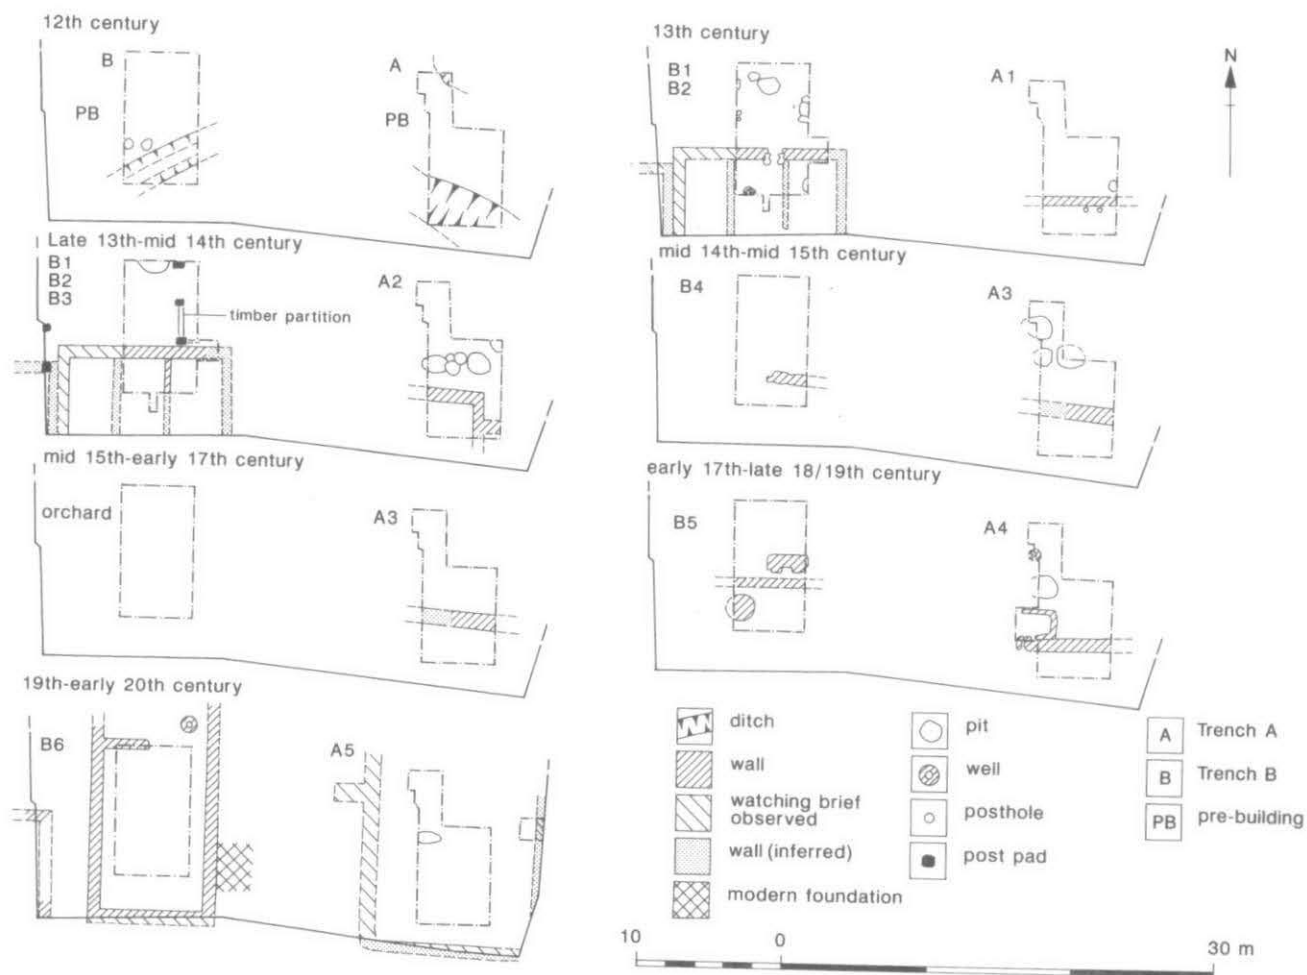 12th century
B
A
PB
PB
13th century
B1
B2
A1
N
Late 13th-mid 14th century
B1
B2
B3
A2
timber partition
mid 14th-mid 15th century
B4
A3
mid 15th-early 17th century
orchard
A3
early 17th-late 18/19th century
B5
A4
19th-early 20th century
B6
A5
ditch
wall
watching brief
observed
wall (inferred)
modern foundation
pit
well
posthole
post pad
A Trench A
B Trench B
PB pre-building
10 0 30 m